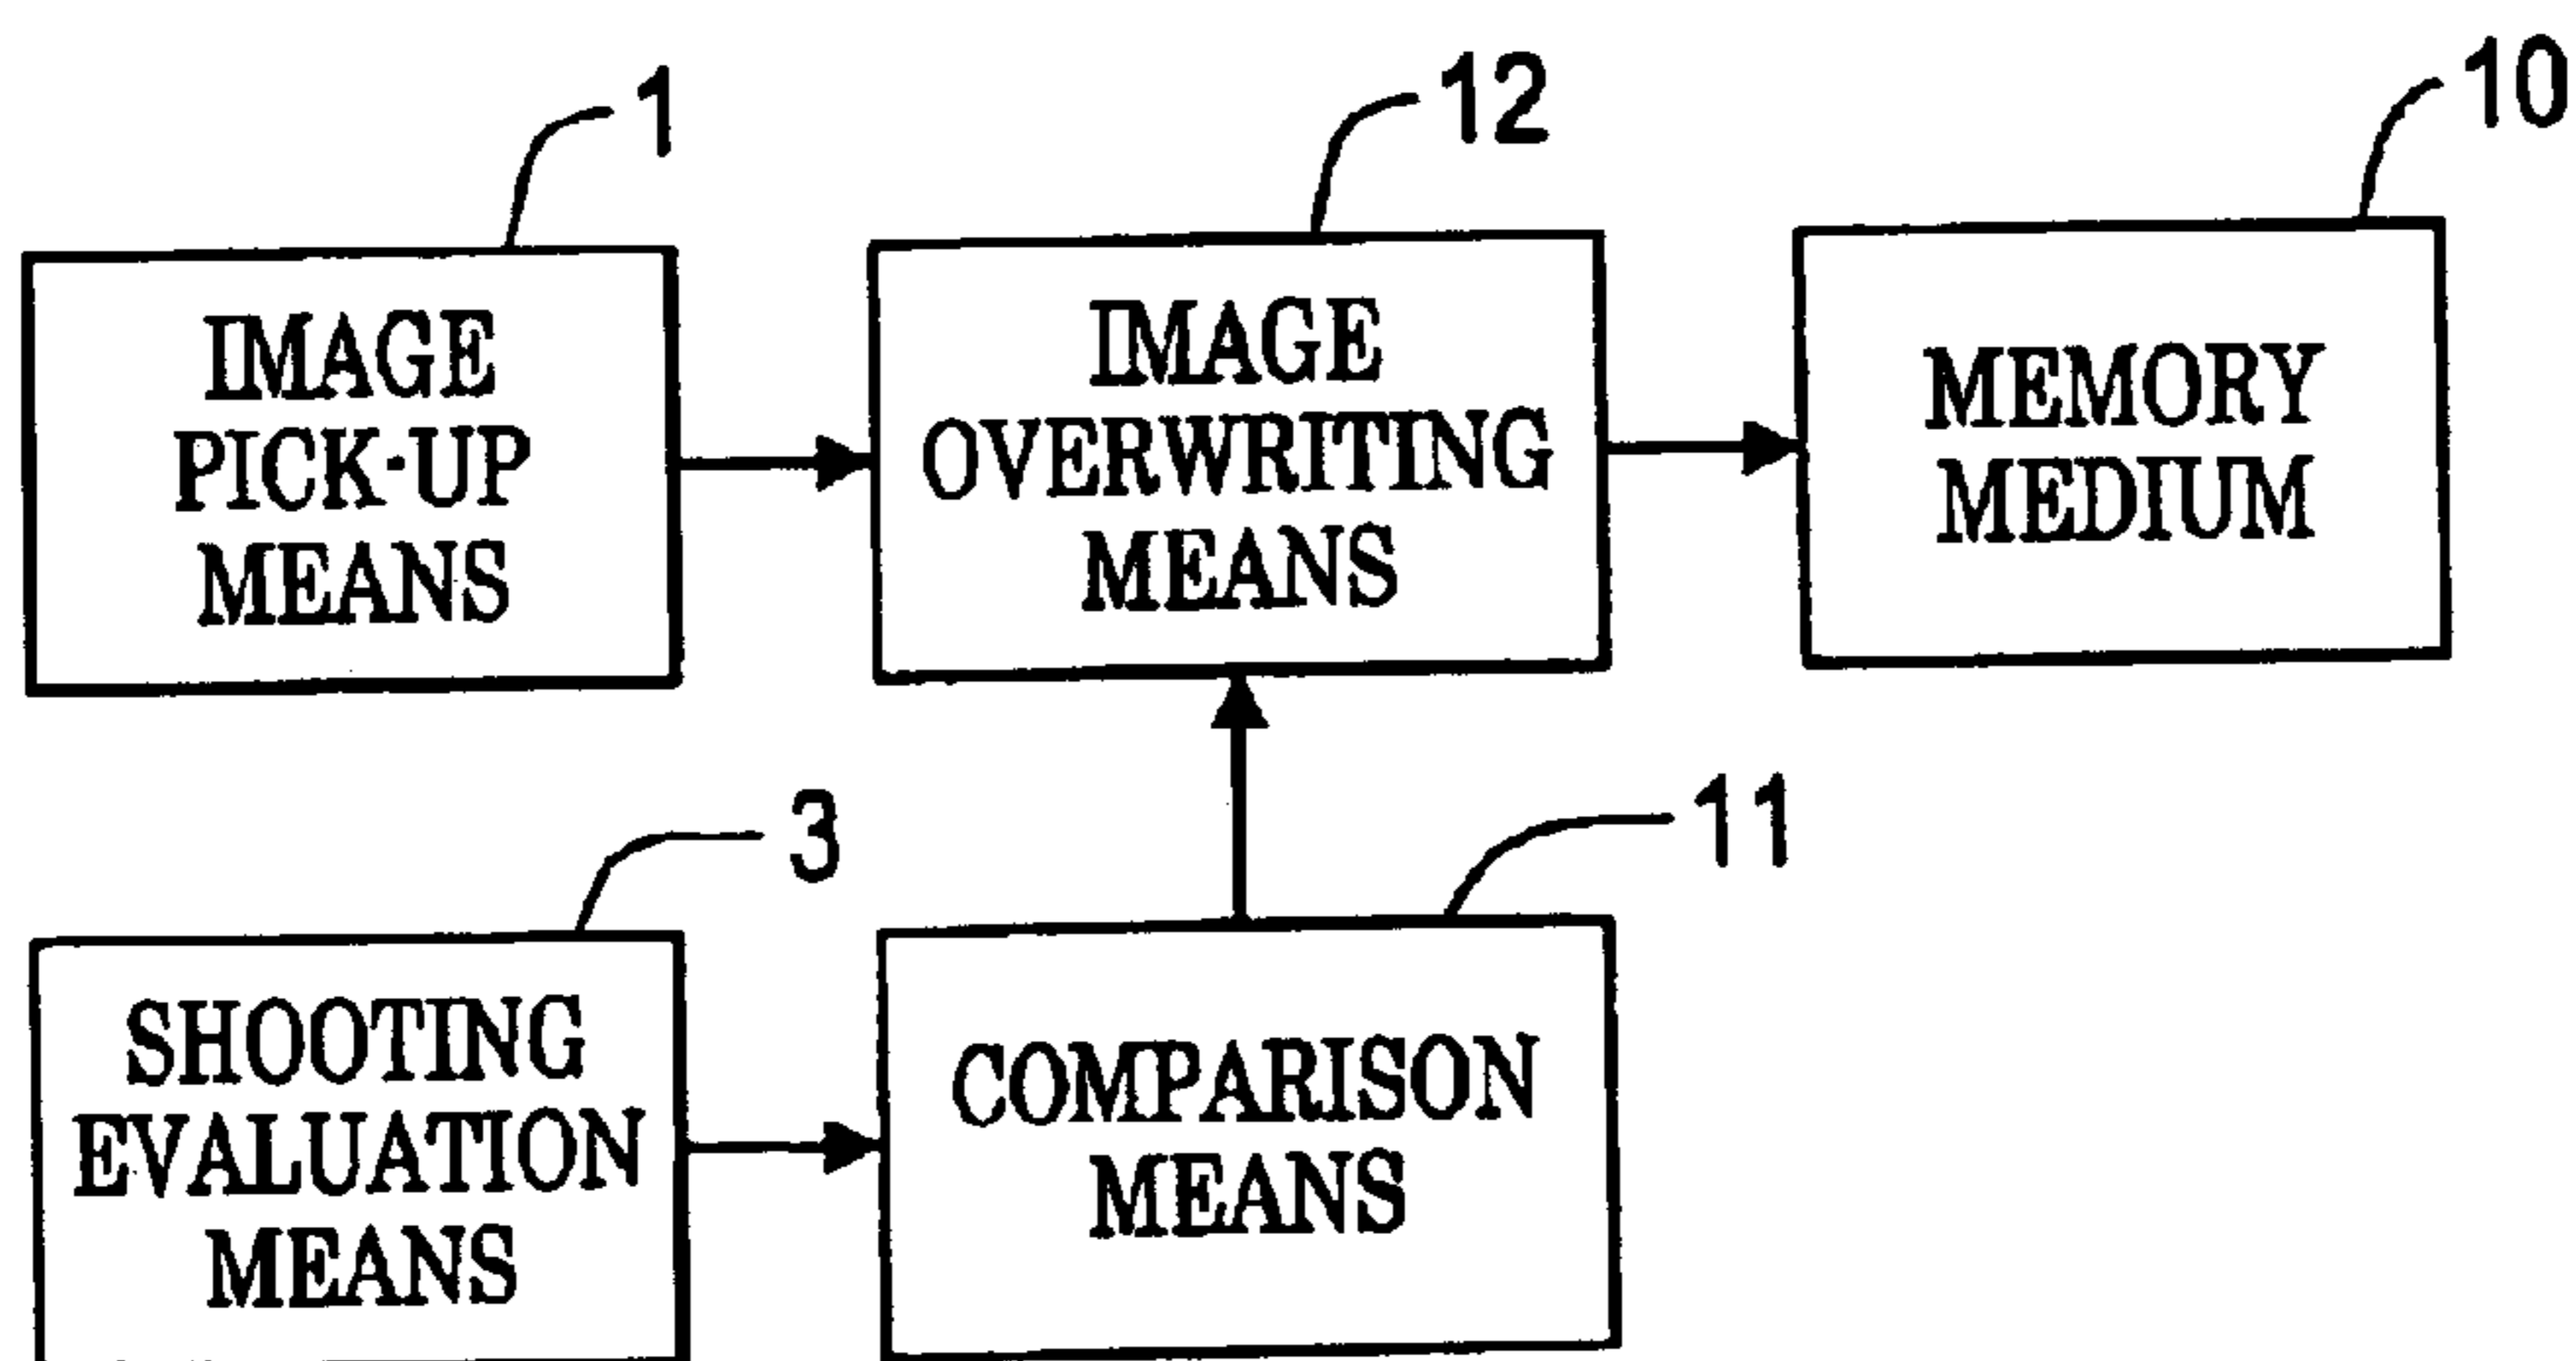 1
12
10
IMAGE
PICK-UP
MEANS
IMAGE
OVERWRITING
MEANS
MEMORY
MEDIUM
3
11
SHOOTING
EVALUATION
MEANS
COMPARISON
MEANS